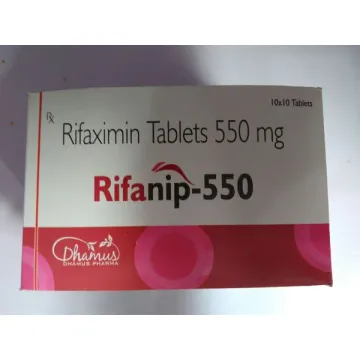 10x10 Tablets
Rx
Rifaximin Tablets 550 mg
Rifanip-550
Dhamus
DHAMUS PHARMA